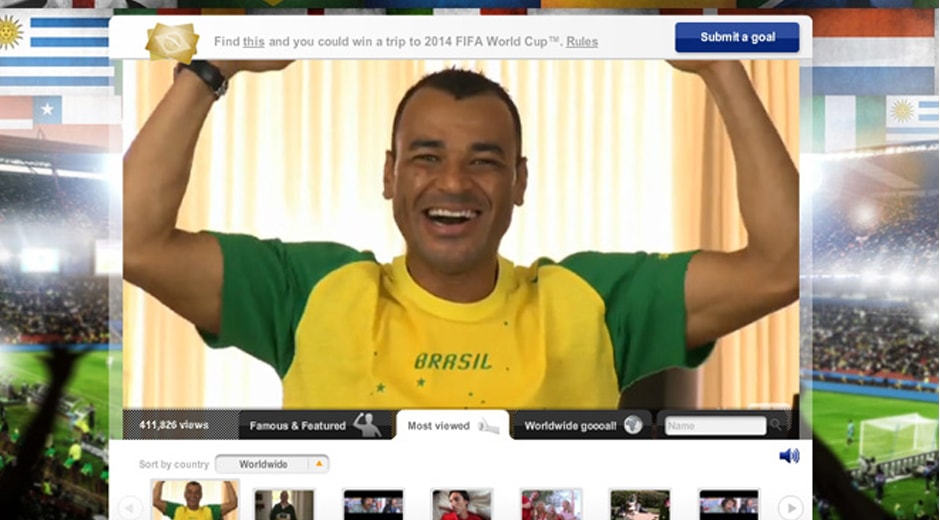 Find this and you could win a trip to 2014 FIFA World Cup™. Rules
Submit a goal
BRASIL
411,826 views
Famous & Featured
Most viewed
Worldwide goooal!
Name
Sort by country
Worldwide